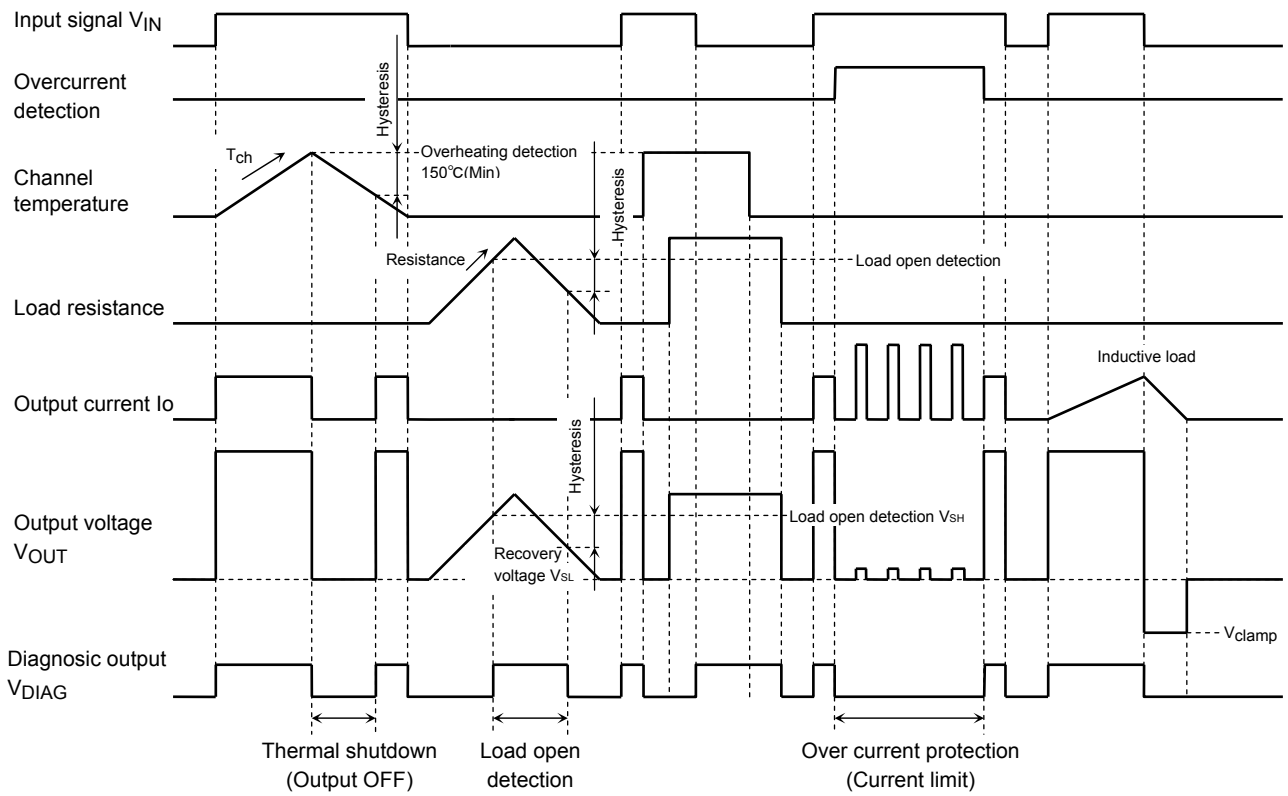 Input signal VIN
Overcurrent
detection
Hysteresis
Tch
Overheating detection
150℃(Min)
Channel
temperature
Hysteresis
Resistance
Load open detection
Load resistance
Inductive load
Output current Io
Hysteresis
Output voltage
VOUT
Load open detection VSH
Recovery
voltage VSL
Vclamp
Diagnosic output
VDIAG
Thermal shutdown
(Output OFF)
Load open
detection
Over current protection
(Current limit)